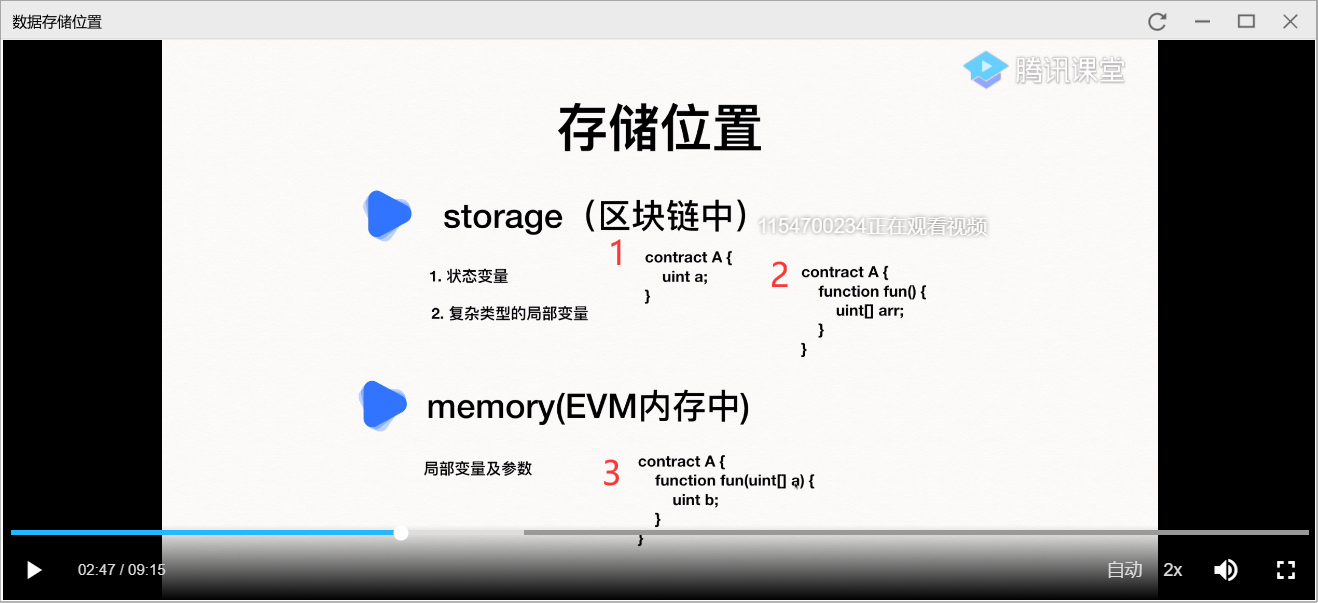 数据存储位置
腾讯课堂
存储位置
storage（区块链中）
1154700234正在观看视频
1. 状态变量
2. 复杂类型的局部变量
1
contract A {
uint a;
}
2
contract A {
function fun() {
uint[] arr;
}
}
memory(EVM内存中)
局部变量及参数
3
contract A {
function fun(uint[] a) {
uint b;
}
}
02:47 / 09:15
自动
2x